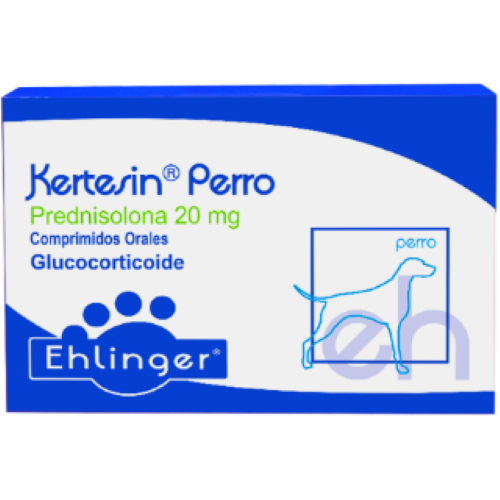 Kertesin® Perro
Prednisolona 20 mg
Comprimidos Orales
Glucocorticoide
perro
eh
Ehlinger®